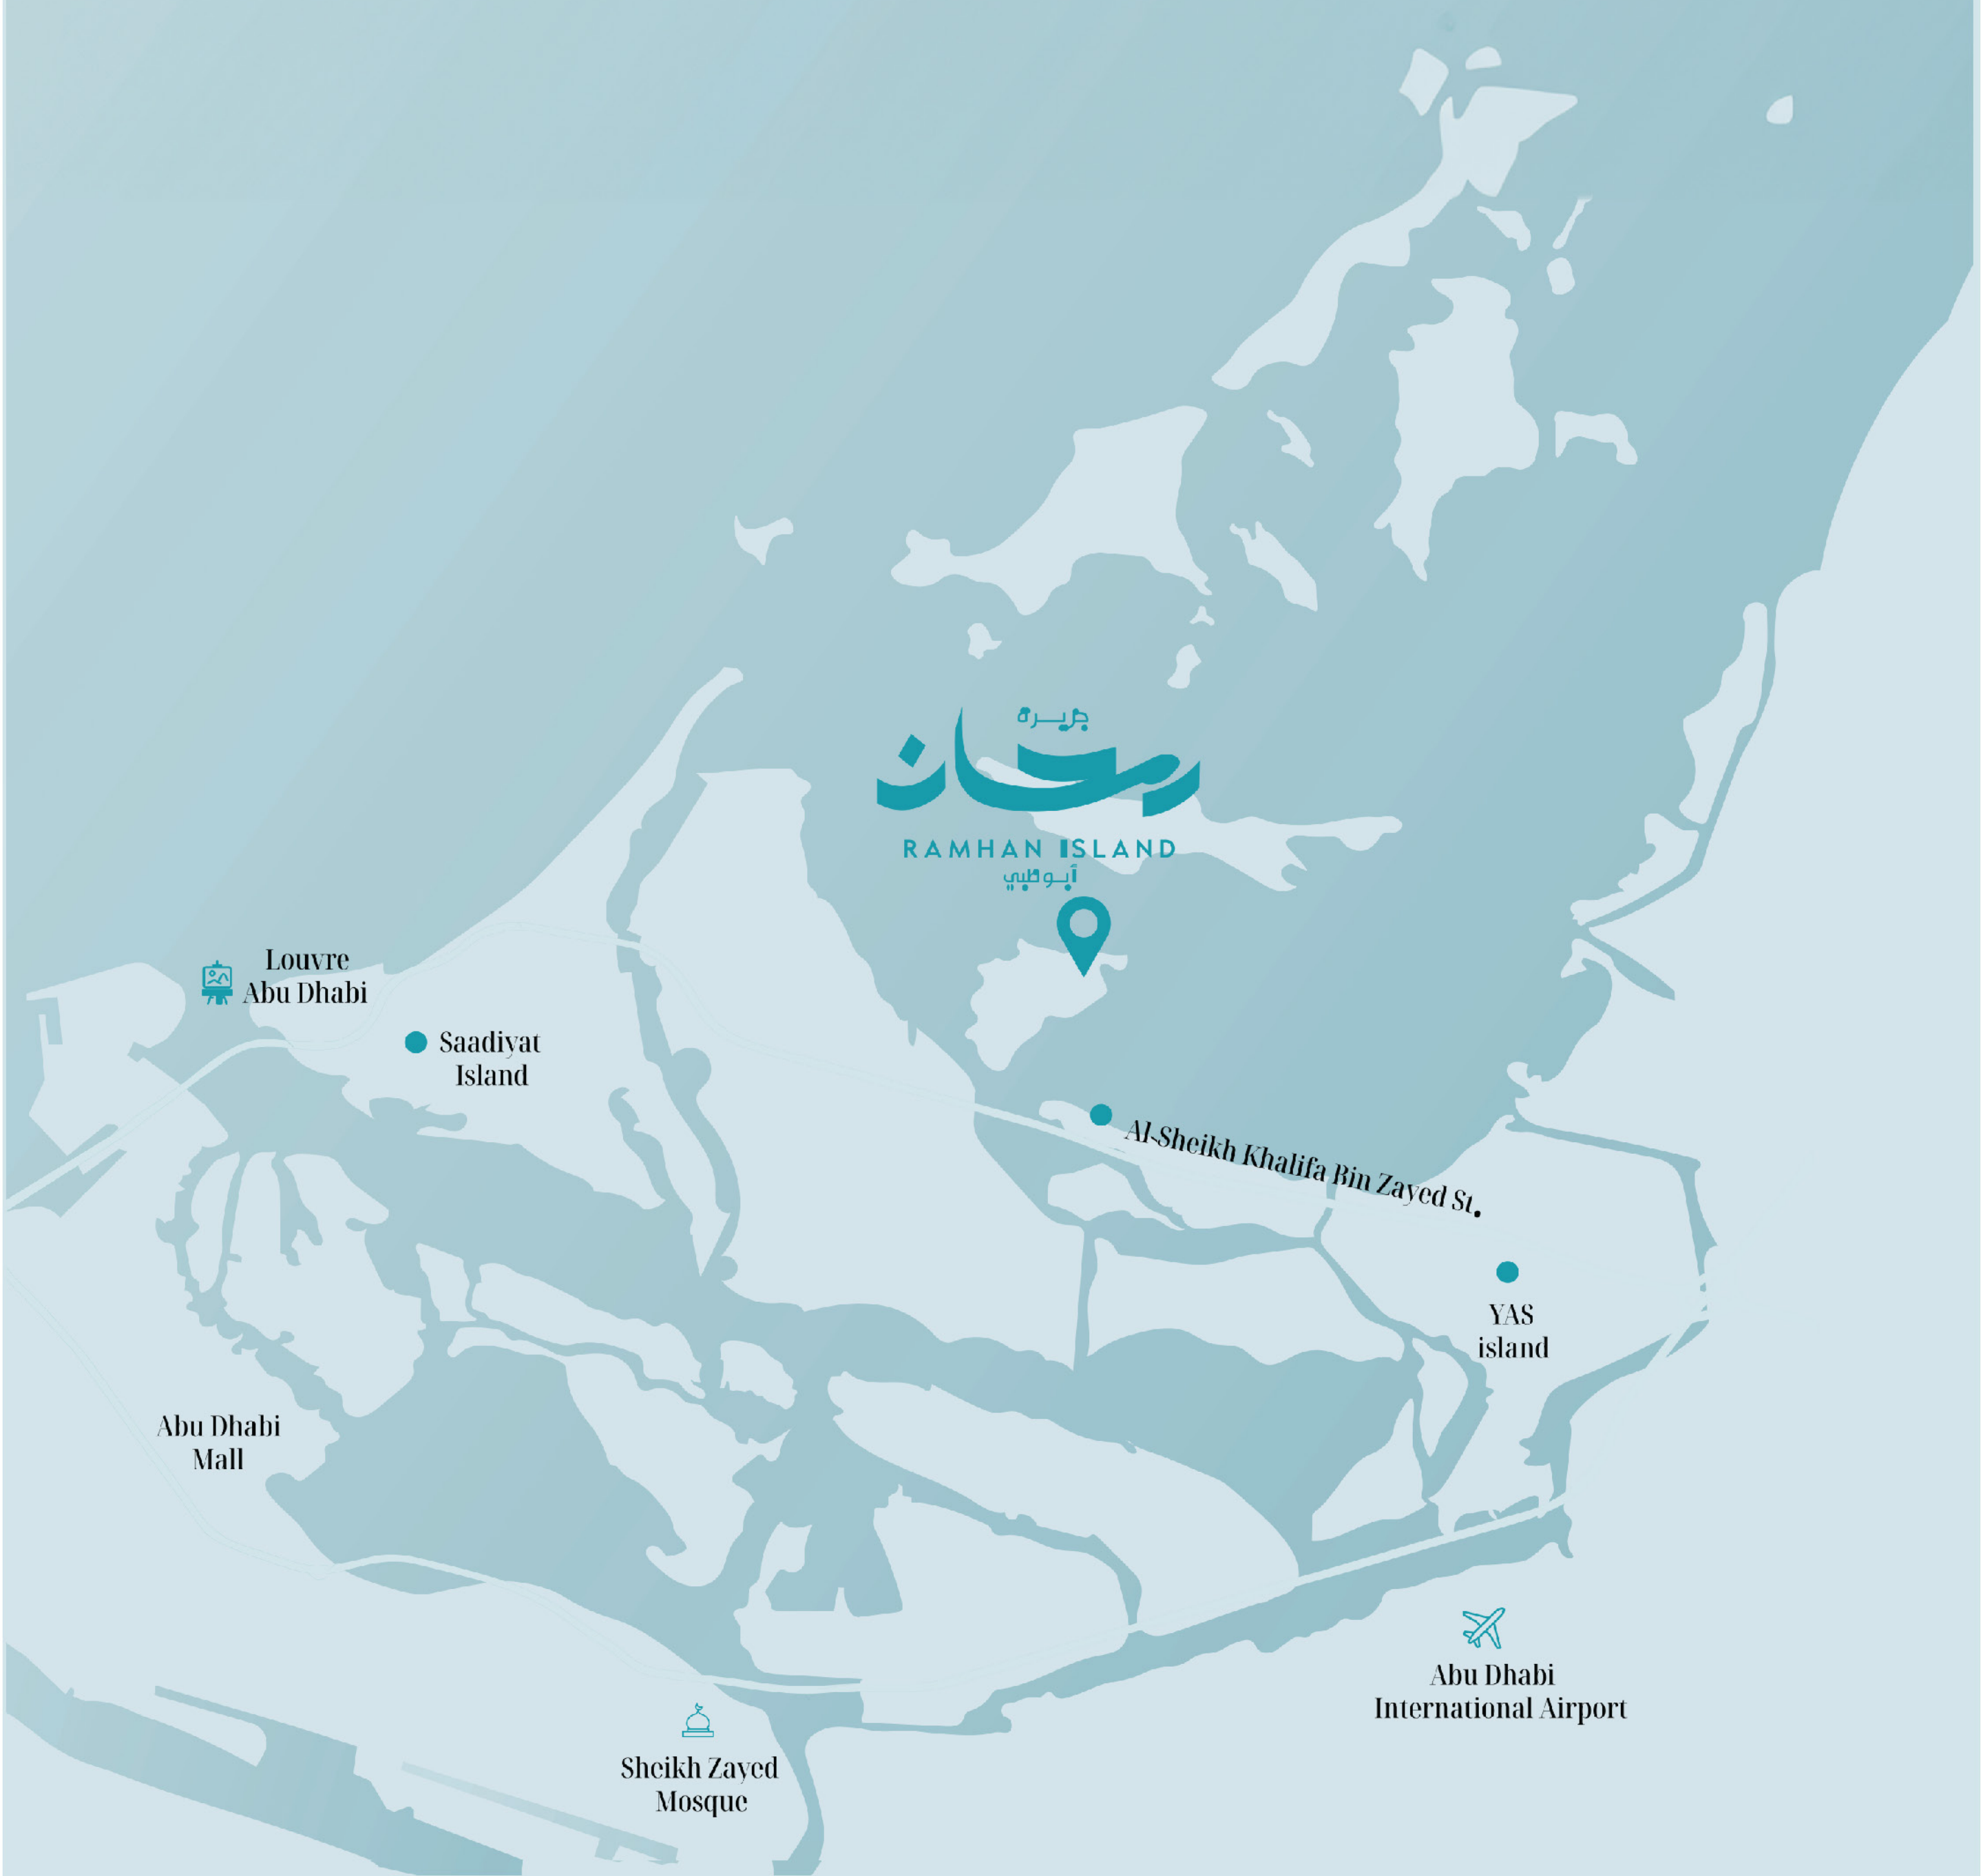 جزيرة
رمحان
RAMHAN ISLAND
أبوظبي
Louvre
Abu Dhabi
Saadiyat
Island
Al-Sheikh Khalifa Bin Zayed St.
YAS
island
Abu Dhabi
Mall
Abu Dhabi
International Airport
Sheikh Zayed
Mosque